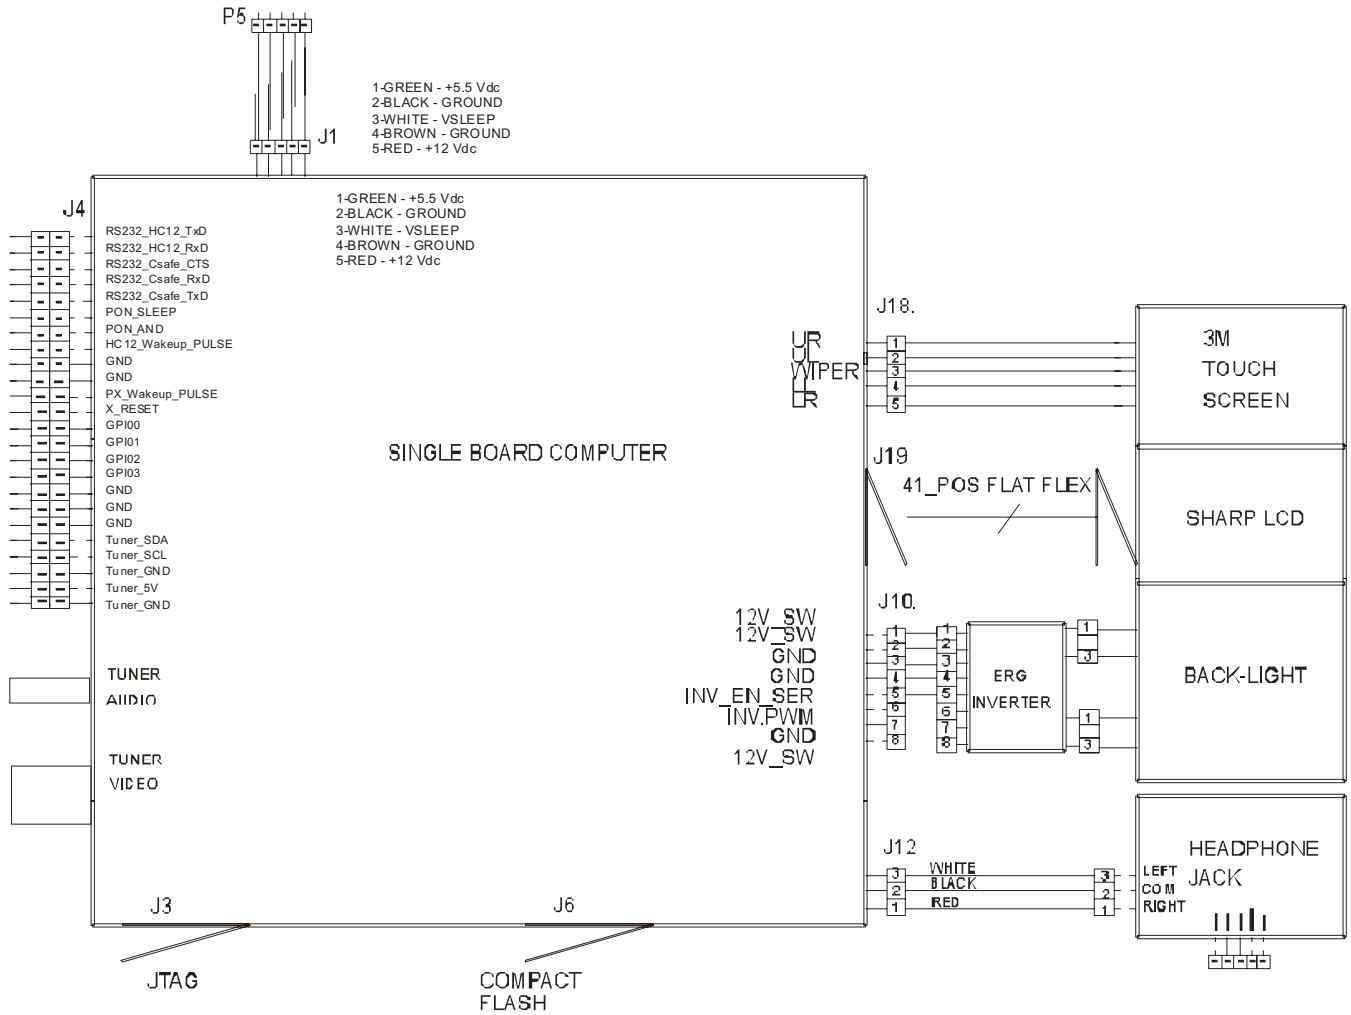 P5
1-GREEN - +5.5 Vdc
2-BLACK - GROUND
3-WHITE - VSLEEP
4-BROWN - GROUND
5-RED - +12 Vdc
J1
1-GREEN - +5.5 Vdc
2-BLACK - GROUND
3-WHITE - VSLEEP
4-BROWN - GROUND
5-RED - +12 Vdc
J4
RS232_HC12_TxD
RS232_HC12_RxD
RS232_Csafe_CTS
RS232_Csafe_RxD
RS232_Csafe_TxD
PON_SLEEP
PON_AND
HC12_Wakeup_PULSE
GND
GND
PX_Wakeup_PULSE
X_RESET
GPI00
GPI01
GPI02
GPI03
GND
GND
GND
Tuner_SDA
Tuner_SCL
Tuner_GND
Tuner_5V
Tuner_GND
TUNER
AUDIO
TUNER
VIDEO
SINGLE BOARD COMPUTER
J18.
UR
UL
WIPER
LL
LR
1
2
3
4
5
3M
TOUCH
SCREEN
J19
41_POS FLAT FLEX
SHARP LCD
J10.
12V_SW
12V_SW
GND
GND
INV_EN_SER
INV.PWM
GND
12V_SW
1
2
3
4
5
6
7
8
1
2
3
4
5
6
7
8
ERG
INVERTER
1
3
1
3
BACK-LIGHT
J12
3
2
1
WHITE
BLACK
RED
3
2
1
LEFT
COM
RIGHT
HEADPHONE
JACK
J3
JTAG
J6
COMPACT
FLASH